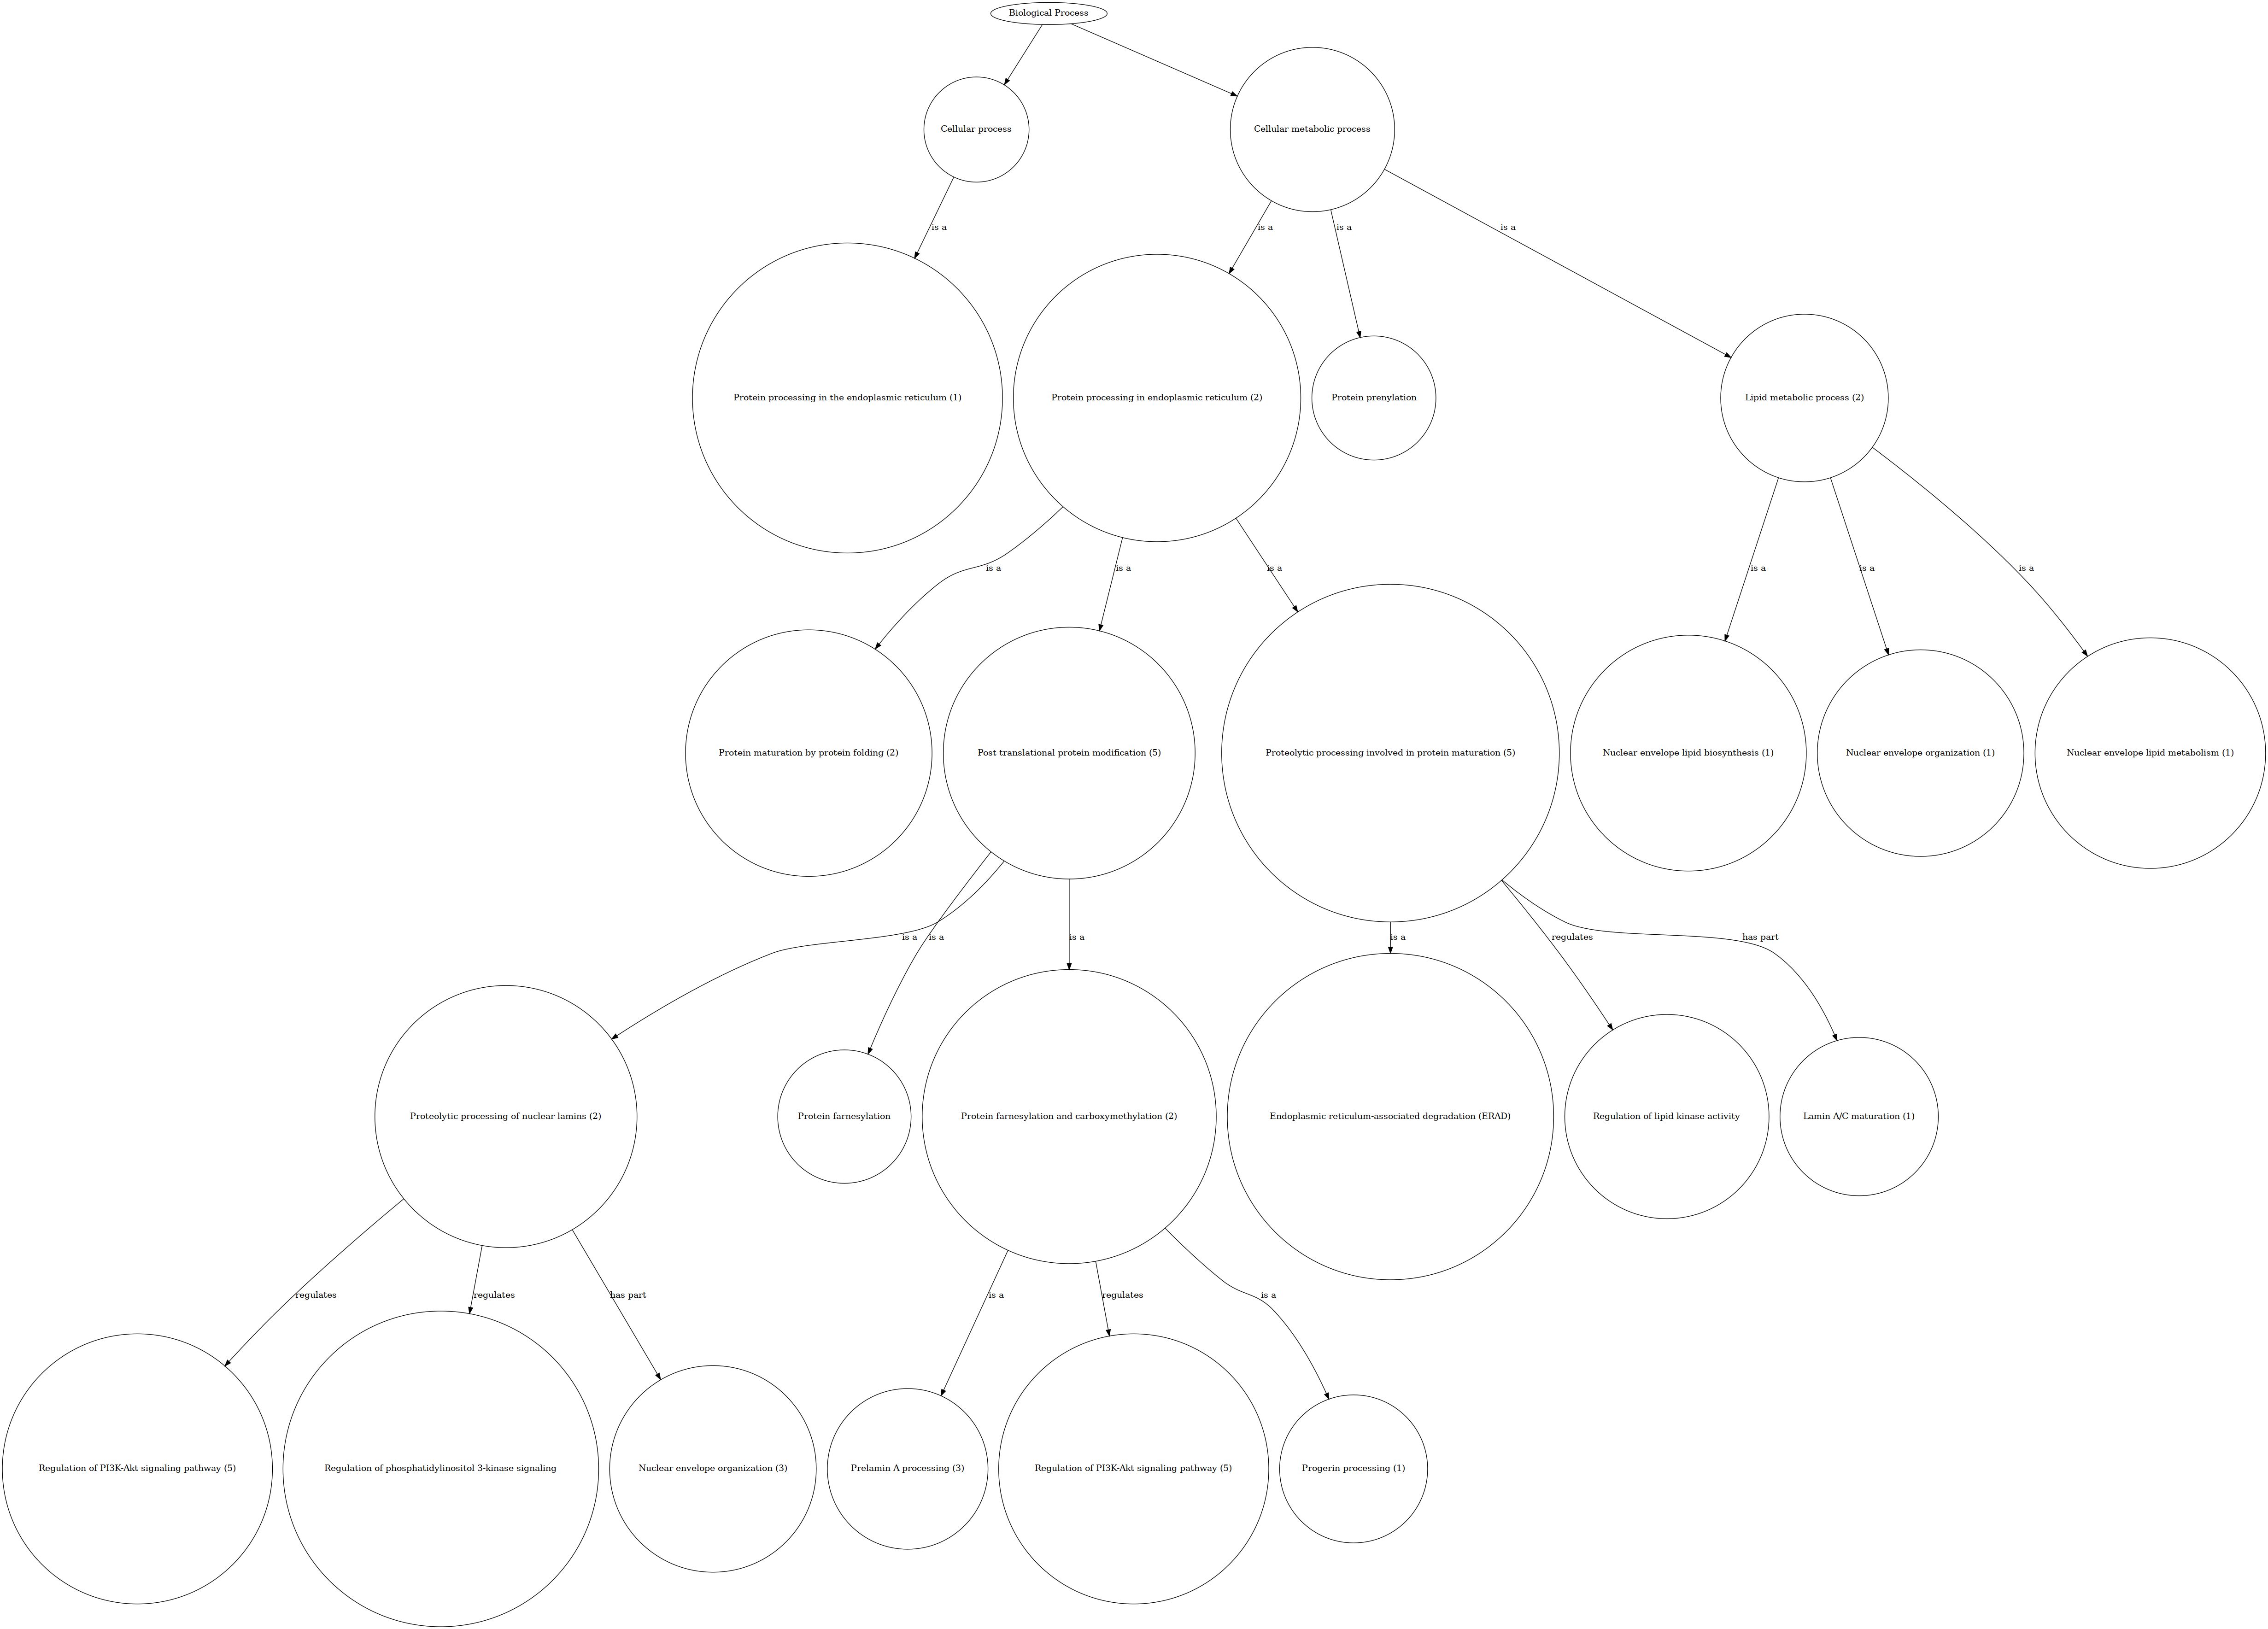 Biological Process
Cellular process
Cellular metabolic process
is a
is a
is a
is a
Protein processing in the endoplasmic reticulum (1)
Protein processing in endoplasmic reticulum (2)
Protein prenylation
Lipid metabolic process (2)
is a
is a
is a
is a
is a
is a
Protein maturation by protein folding (2)
Post-translational protein modification (5)
Proteolytic processing involved in protein maturation (5)
Nuclear envelope lipid biosynthesis (1)
Nuclear envelope organization (1)
Nuclear envelope lipid metabolism (1)
is a
is a
is a
is a
regulates
has part
Proteolytic processing of nuclear lamins (2)
Protein farnesylation
Protein farnesylation and carboxymethylation (2)
Endoplasmic reticulum-associated degradation (ERAD)
Regulation of lipid kinase activity
Lamin A/C maturation (1)
regulates
regulates
has part
is a
regulates
is a
Regulation of PI3K-Akt signaling pathway (5)
Regulation of phosphatidylinositol 3-kinase signaling
Nuclear envelope organization (3)
Prelamin A processing (3)
Regulation of PI3K-Akt signaling pathway (5)
Progerin processing (1)